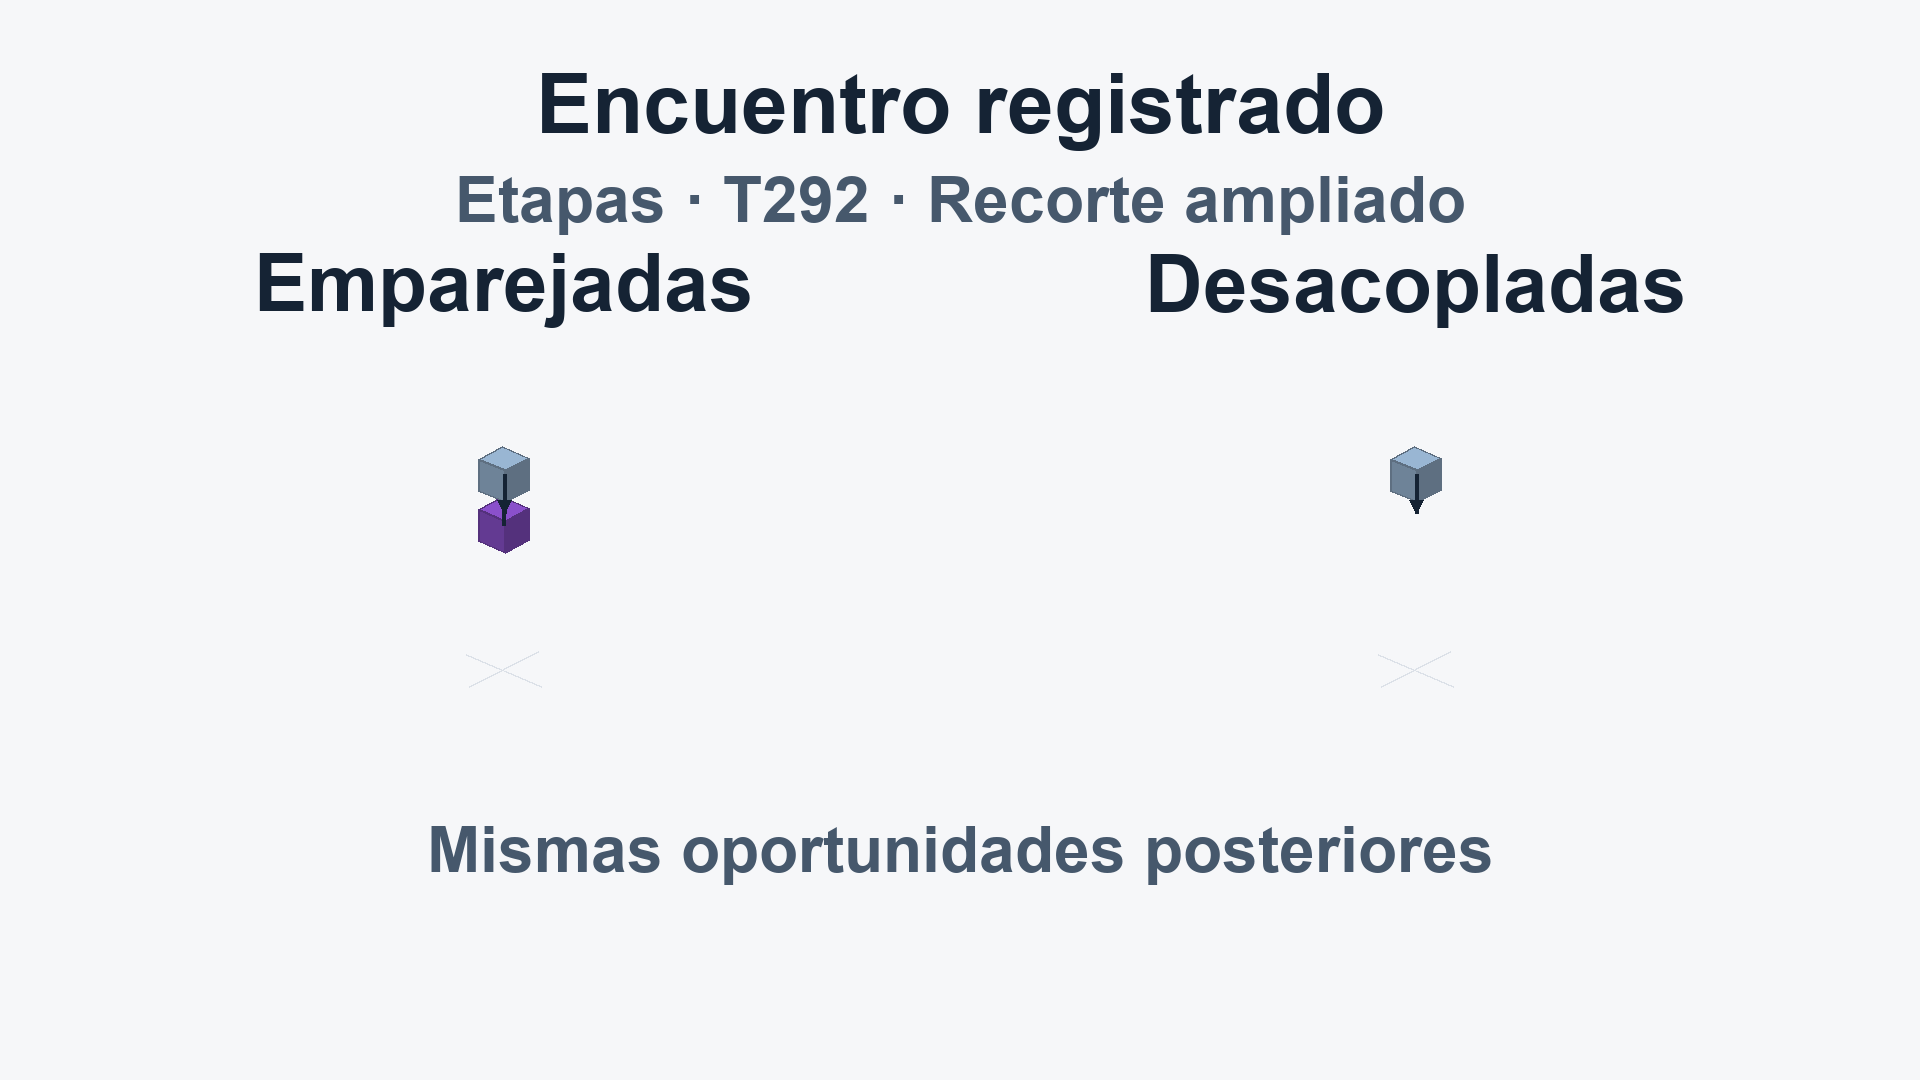 Encuentro registrado
Etapas · T292 · Recorte ampliado
Emparejadas
Desacopladas
Mismas oportunidades posteriores